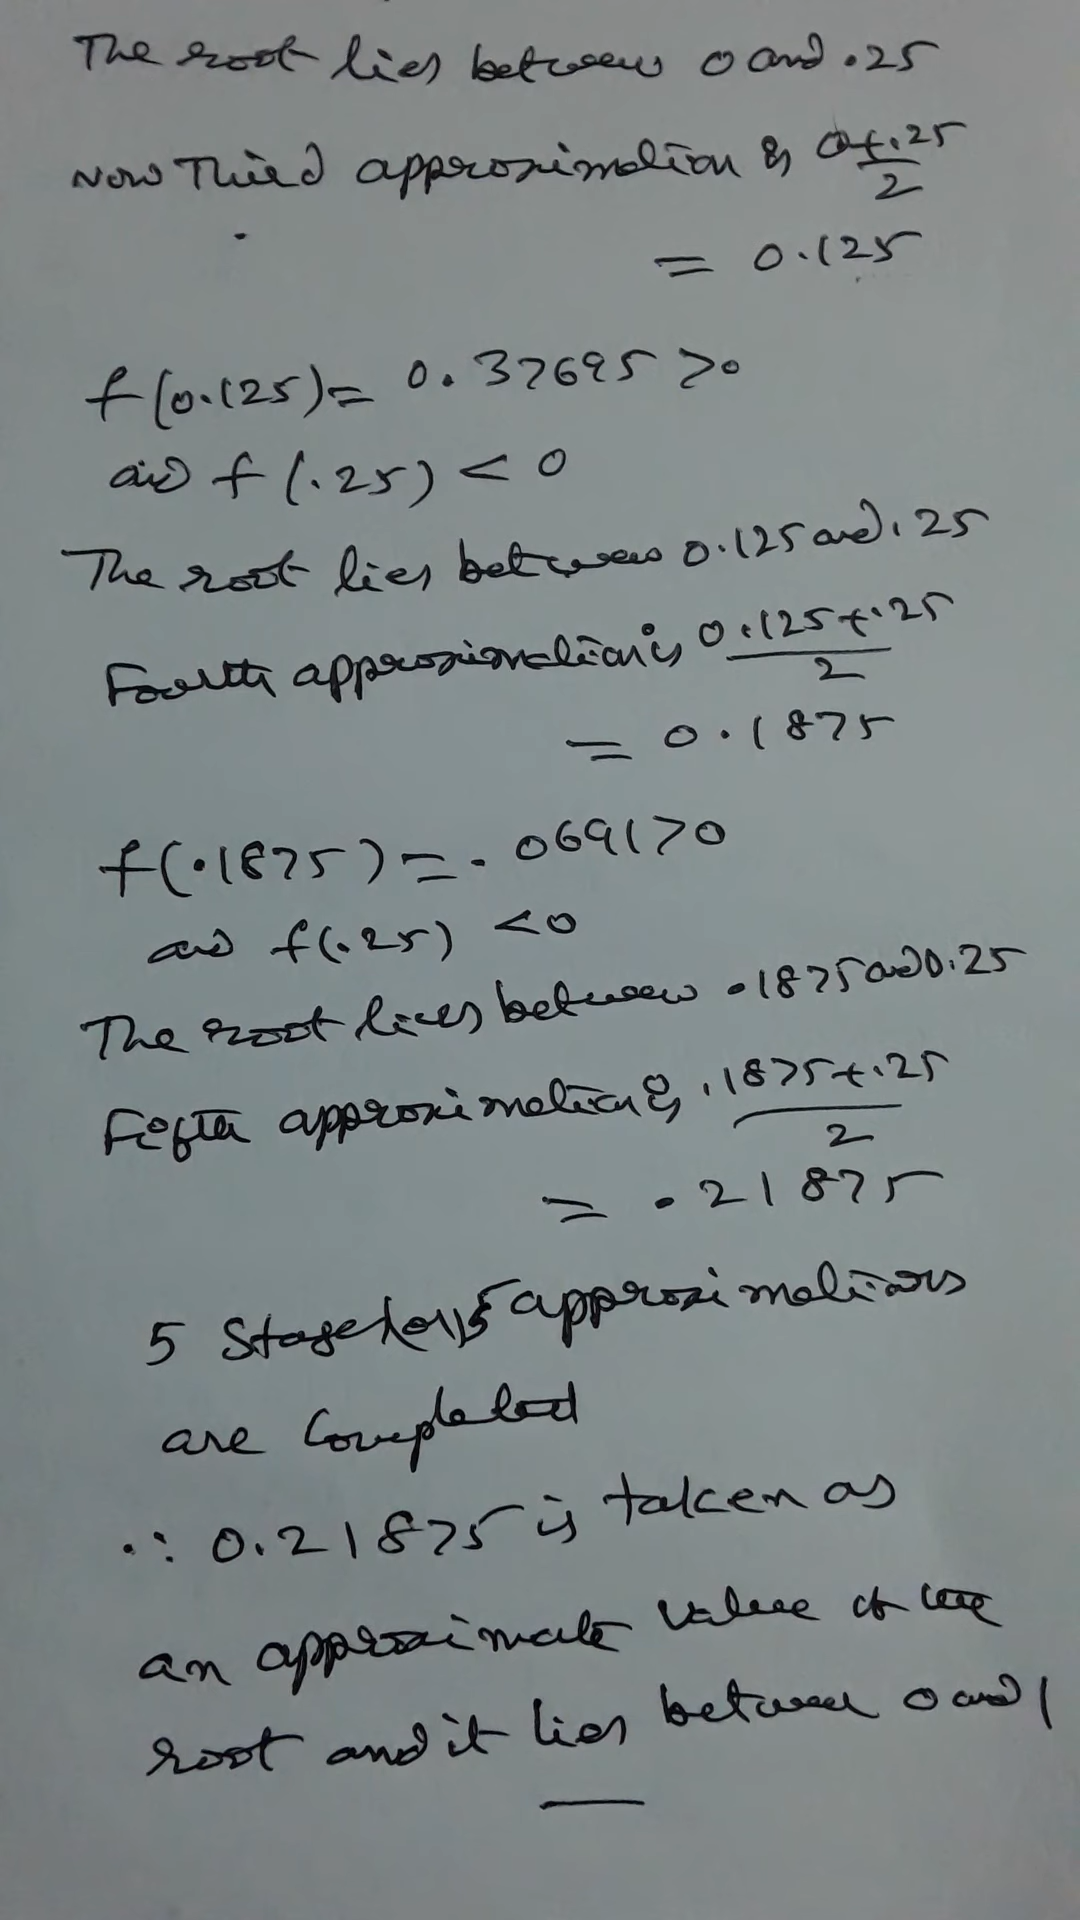 The root lies between 0 and .25
Now Third approximation is 0+.25
2
= 0.125
f(0.125) = 0.37695 >0
and f(.25) < 0
The root lies between 0.125 and .25
Fourth approximation is 0.125+.25
2
= 0.1875
f(.1875) = .0691>0
and f(.25) <0
The root lies between .1875 and 0.25
Fifth approximation is .1875+.25
2
= .21875
5 Stage 5 approximations
are Completed
∴ 0.21875 is taken as
an approximate value of the
root and it lies between 0 and 1